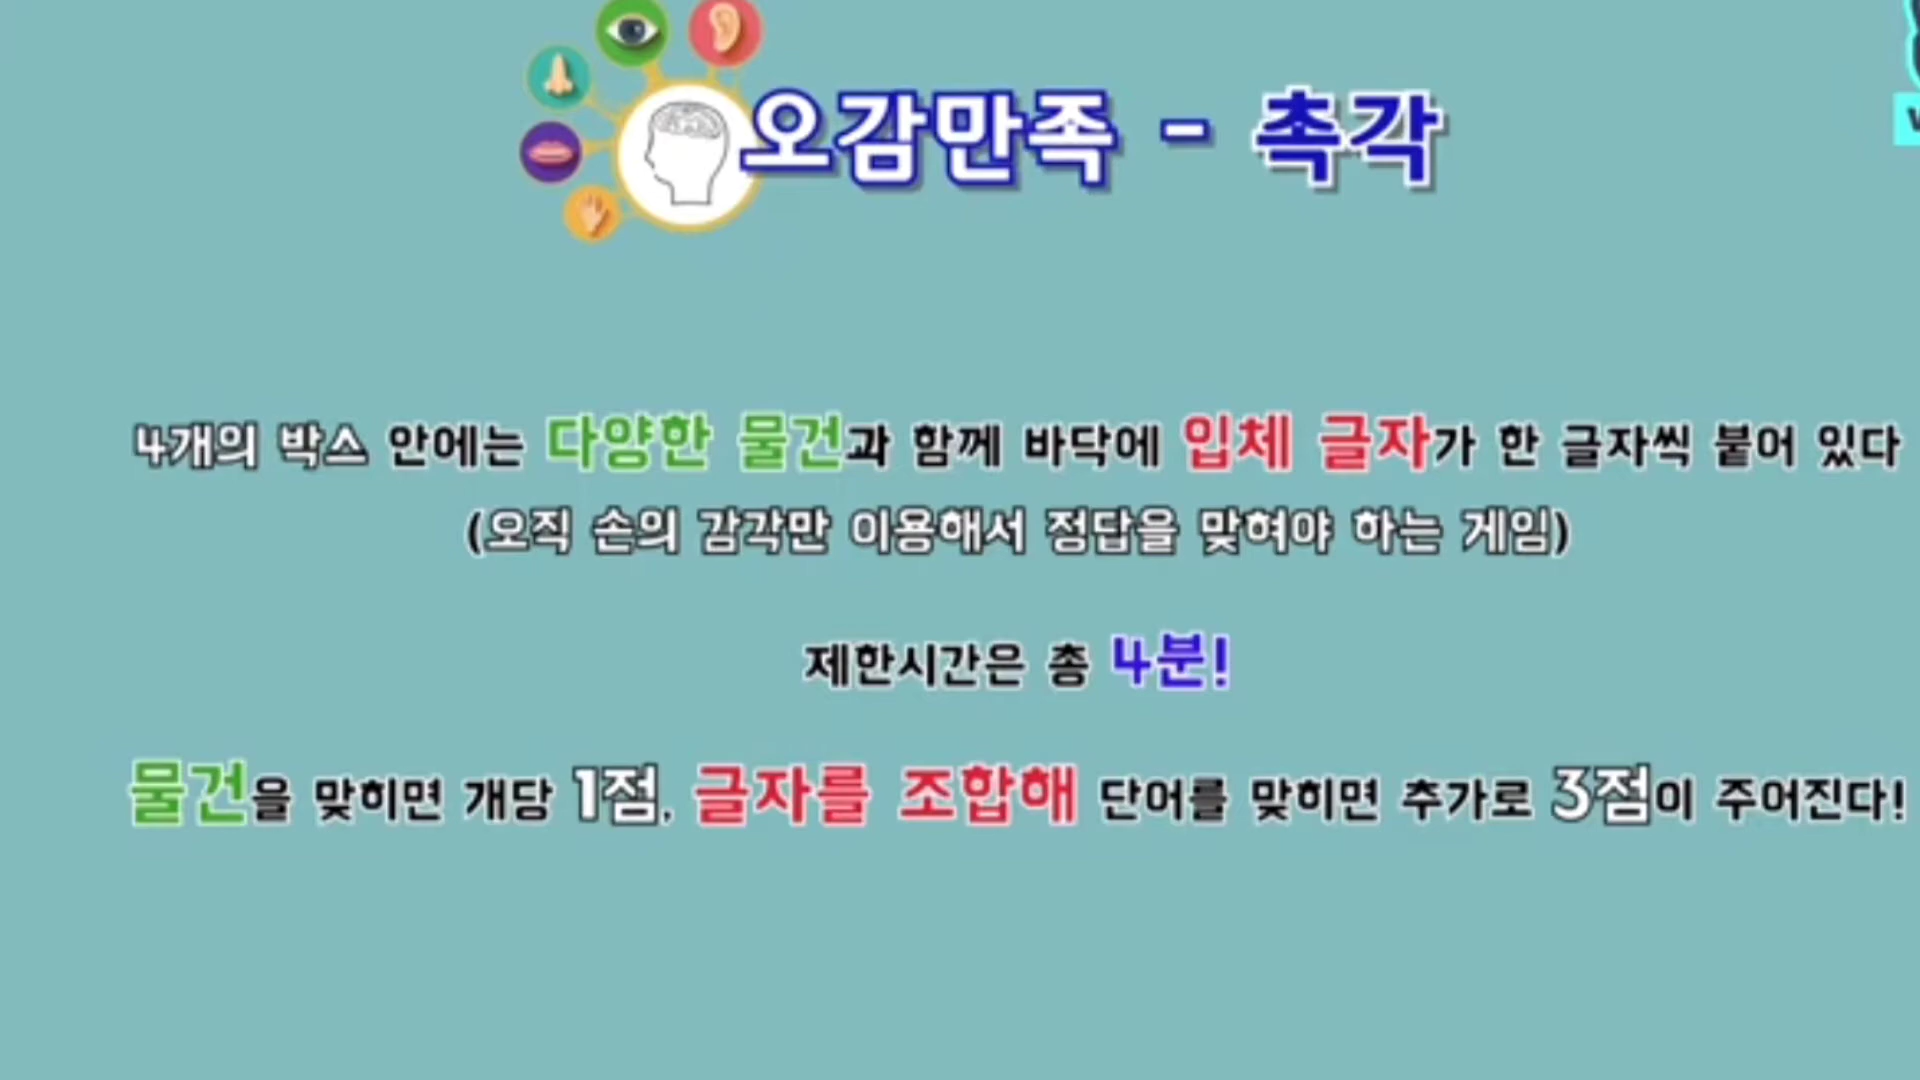 오감만족 - 촉각
4개의 박스 안에는 다양한 물건과 함께 바닥에 입체 글자가 한 글자씩 붙어 있다
(오직 손의 감각만 이용해서 정답을 맞혀야 하는 게임)
제한시간은 총 4분!
물건을 맞히면 개당 1점, 글자를 조합해 단어를 맞히면 추가로 3점이 주어진다!